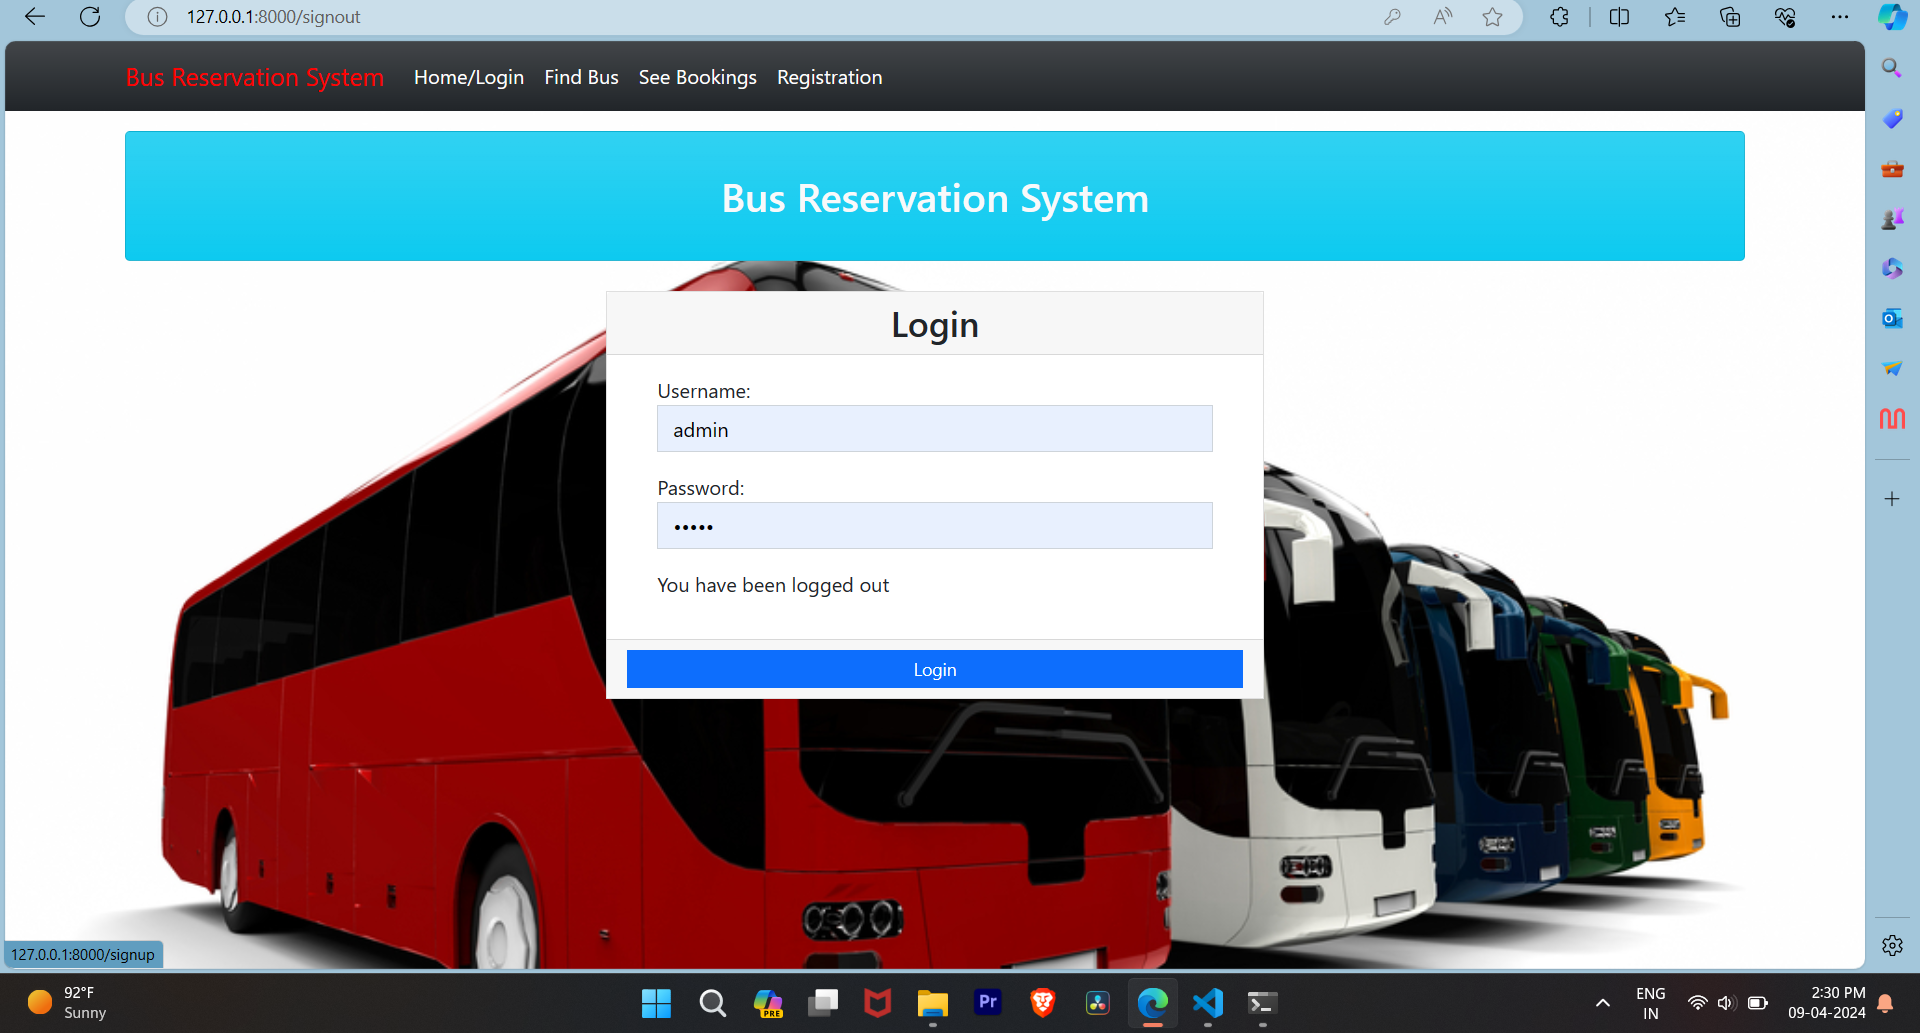 127.0.0.1:8000/signout
Bus Reservation System Home/Login Find Bus See Bookings Registration
Bus Reservation System
Login
Username:
admin
Password:
•••••
You have been logged out
Login
127.0.0.1:8000/signup
92°F
Sunny
PRE
Pr
ENG
IN
2:30 PM
09-04-2024